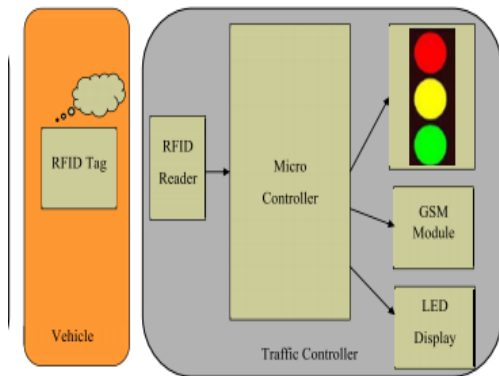 RFID Tag
Vehicle
RFID
Reader
Micro
Controller
GSM
Module
LED
Display
Traffic Controller